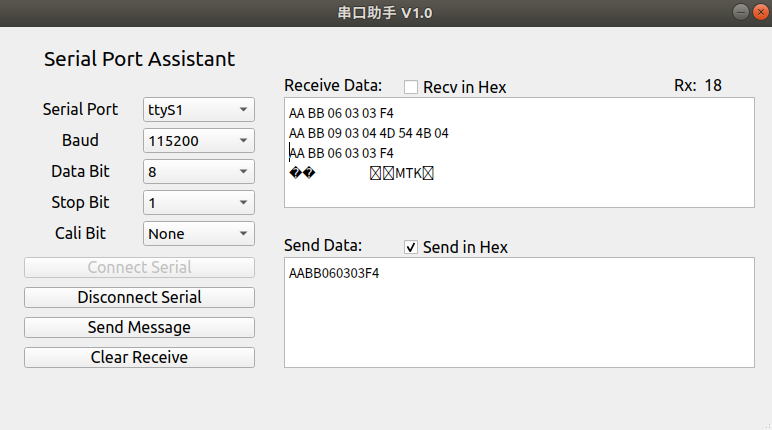 串口助手 V1.0
Serial Port Assistant
Serial Port ttyS1
Baud 115200
Data Bit 8
Stop Bit 1
Cali Bit None
Connect Serial
Disconnect Serial
Send Message
Clear Receive
Receive Data: Recv in Hex Rx: 18
AA BB 06 03 03 F4
AA BB 09 03 04 4D 54 4B 04
AA BB 06 03 03 F4
�� MTK
Send Data: Send in Hex
AABB060303F4